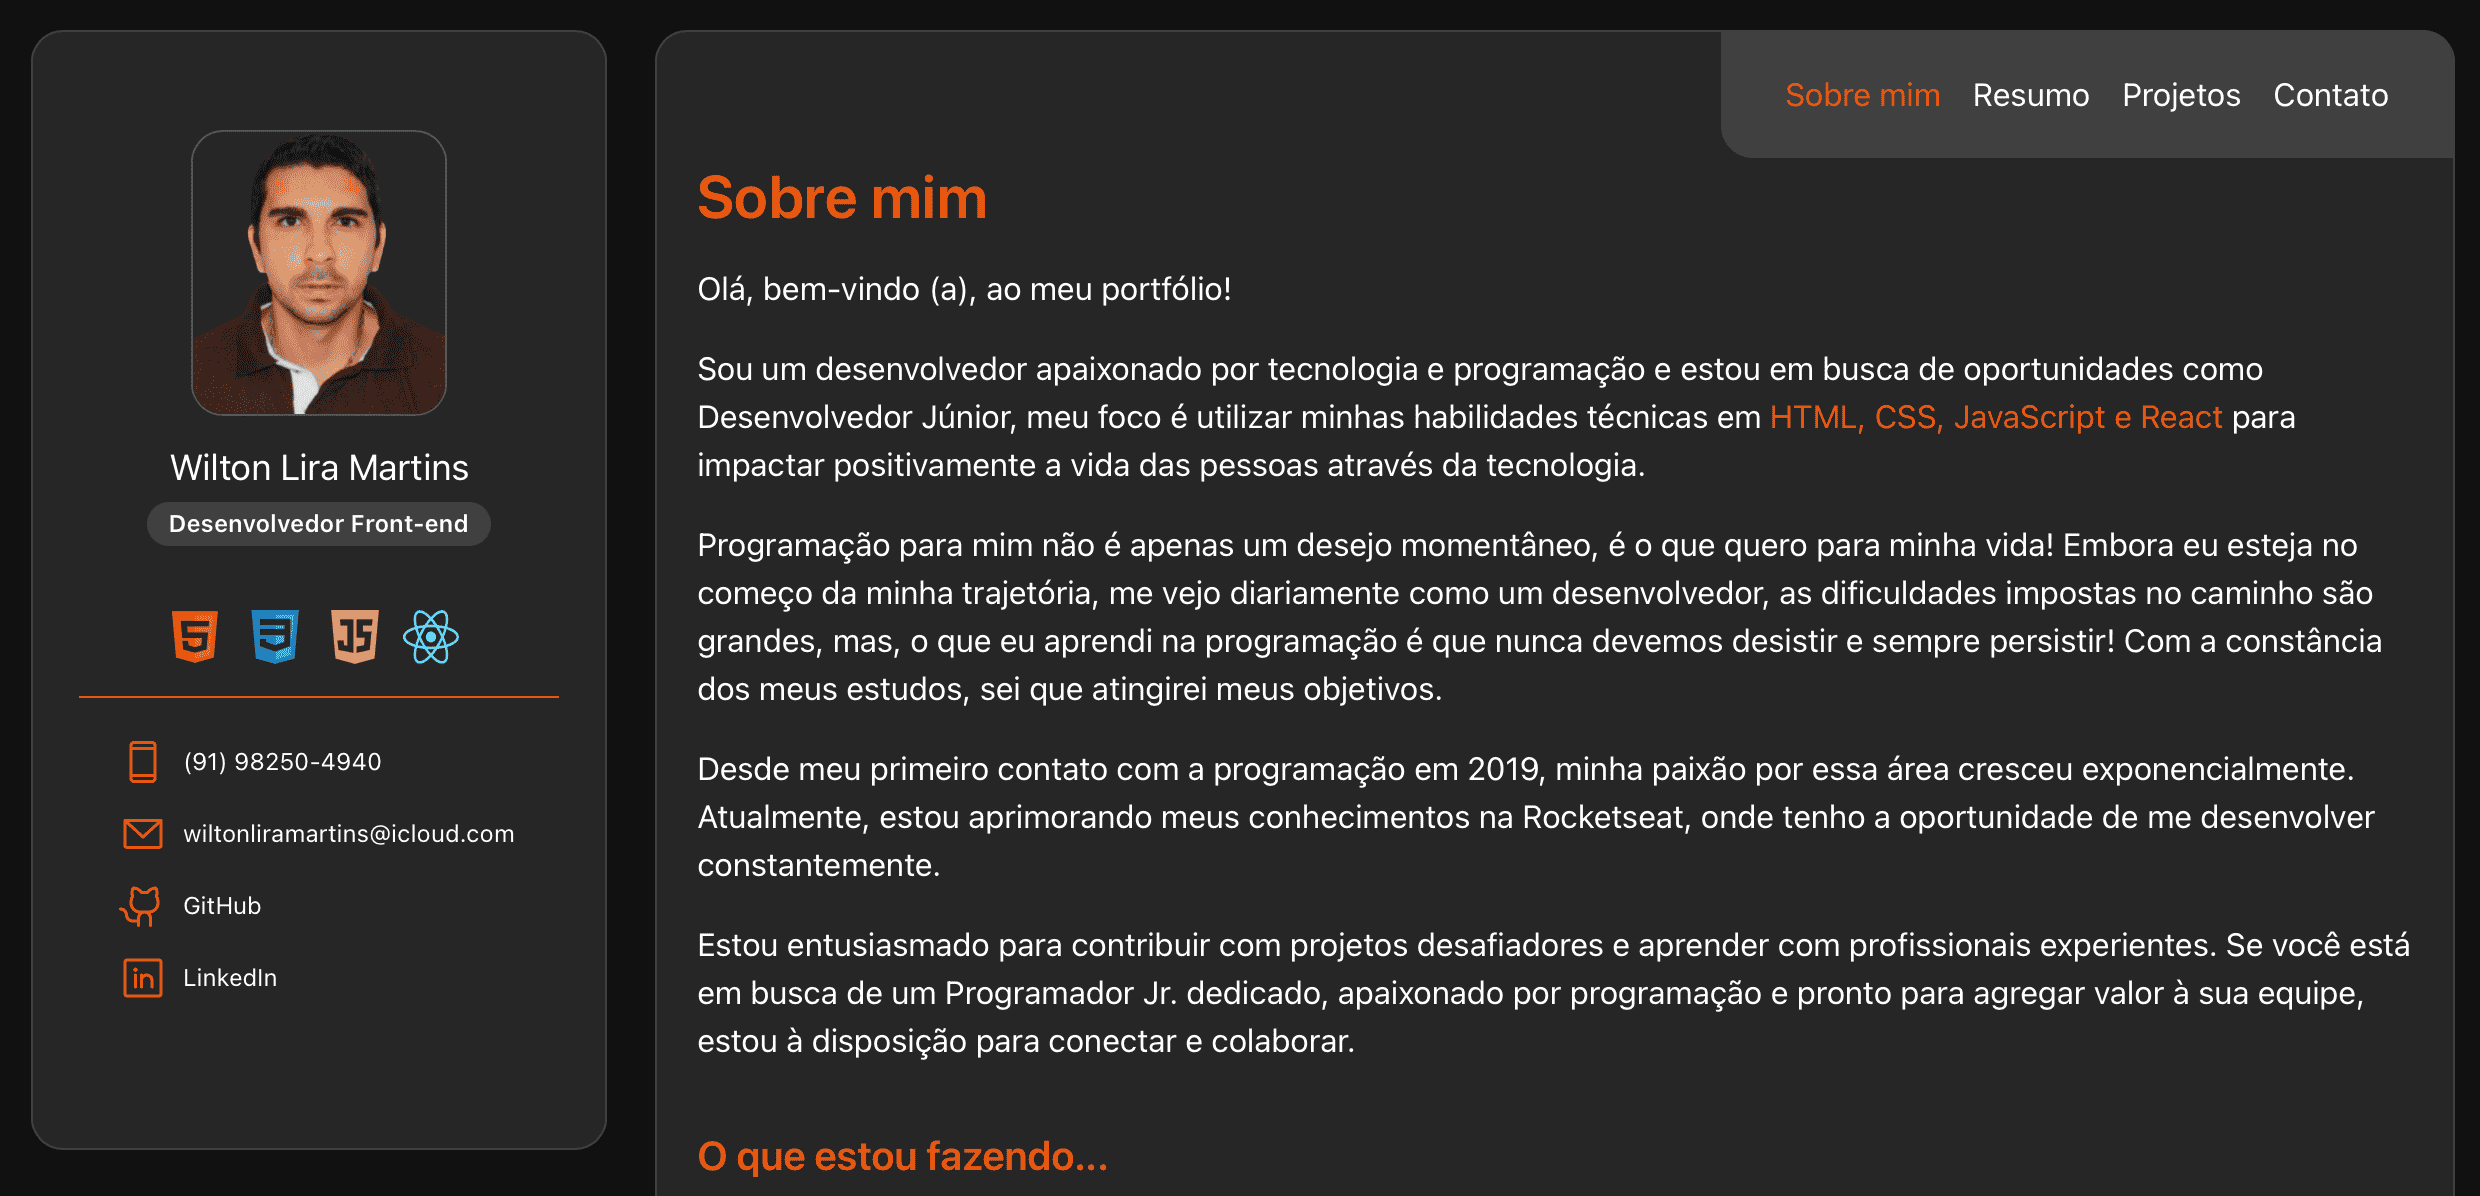 Wilton Lira Martins
Desenvolvedor Front-end
5
3
JS
(91) 98250-4940
wiltonliramartins@icloud.com
GitHub
in
LinkedIn
Sobre mim
Resumo
Projetos
Contato
Sobre mim
Olá, bem-vindo (a), ao meu portfólio!
Sou um desenvolvedor apaixonado por tecnologia e programação e estou em busca de oportunidades como
Desenvolvedor Júnior, meu foco é utilizar minhas habilidades técnicas em HTML, CSS, JavaScript e React para
impactar positivamente a vida das pessoas através da tecnologia.
Programação para mim não é apenas um desejo momentâneo, é o que quero para minha vida! Embora eu esteja no
começo da minha trajetória, me vejo diariamente como um desenvolvedor, as dificuldades impostas no caminho são
grandes, mas, o que eu aprendi na programação é que nunca devemos desistir e sempre persistir! Com a constância
dos meus estudos, sei que atingirei meus objetivos.
Desde meu primeiro contato com a programação em 2019, minha paixão por essa área cresceu exponencialmente.
Atualmente, estou aprimorando meus conhecimentos na Rocketseat, onde tenho a oportunidade de me desenvolver
constantemente.
Estou entusiasmado para contribuir com projetos desafiadores e aprender com profissionais experientes. Se você está
em busca de um Programador Jr. dedicado, apaixonado por programação e pronto para agregar valor à sua equipe,
estou à disposição para conectar e colaborar.
O que estou fazendo...